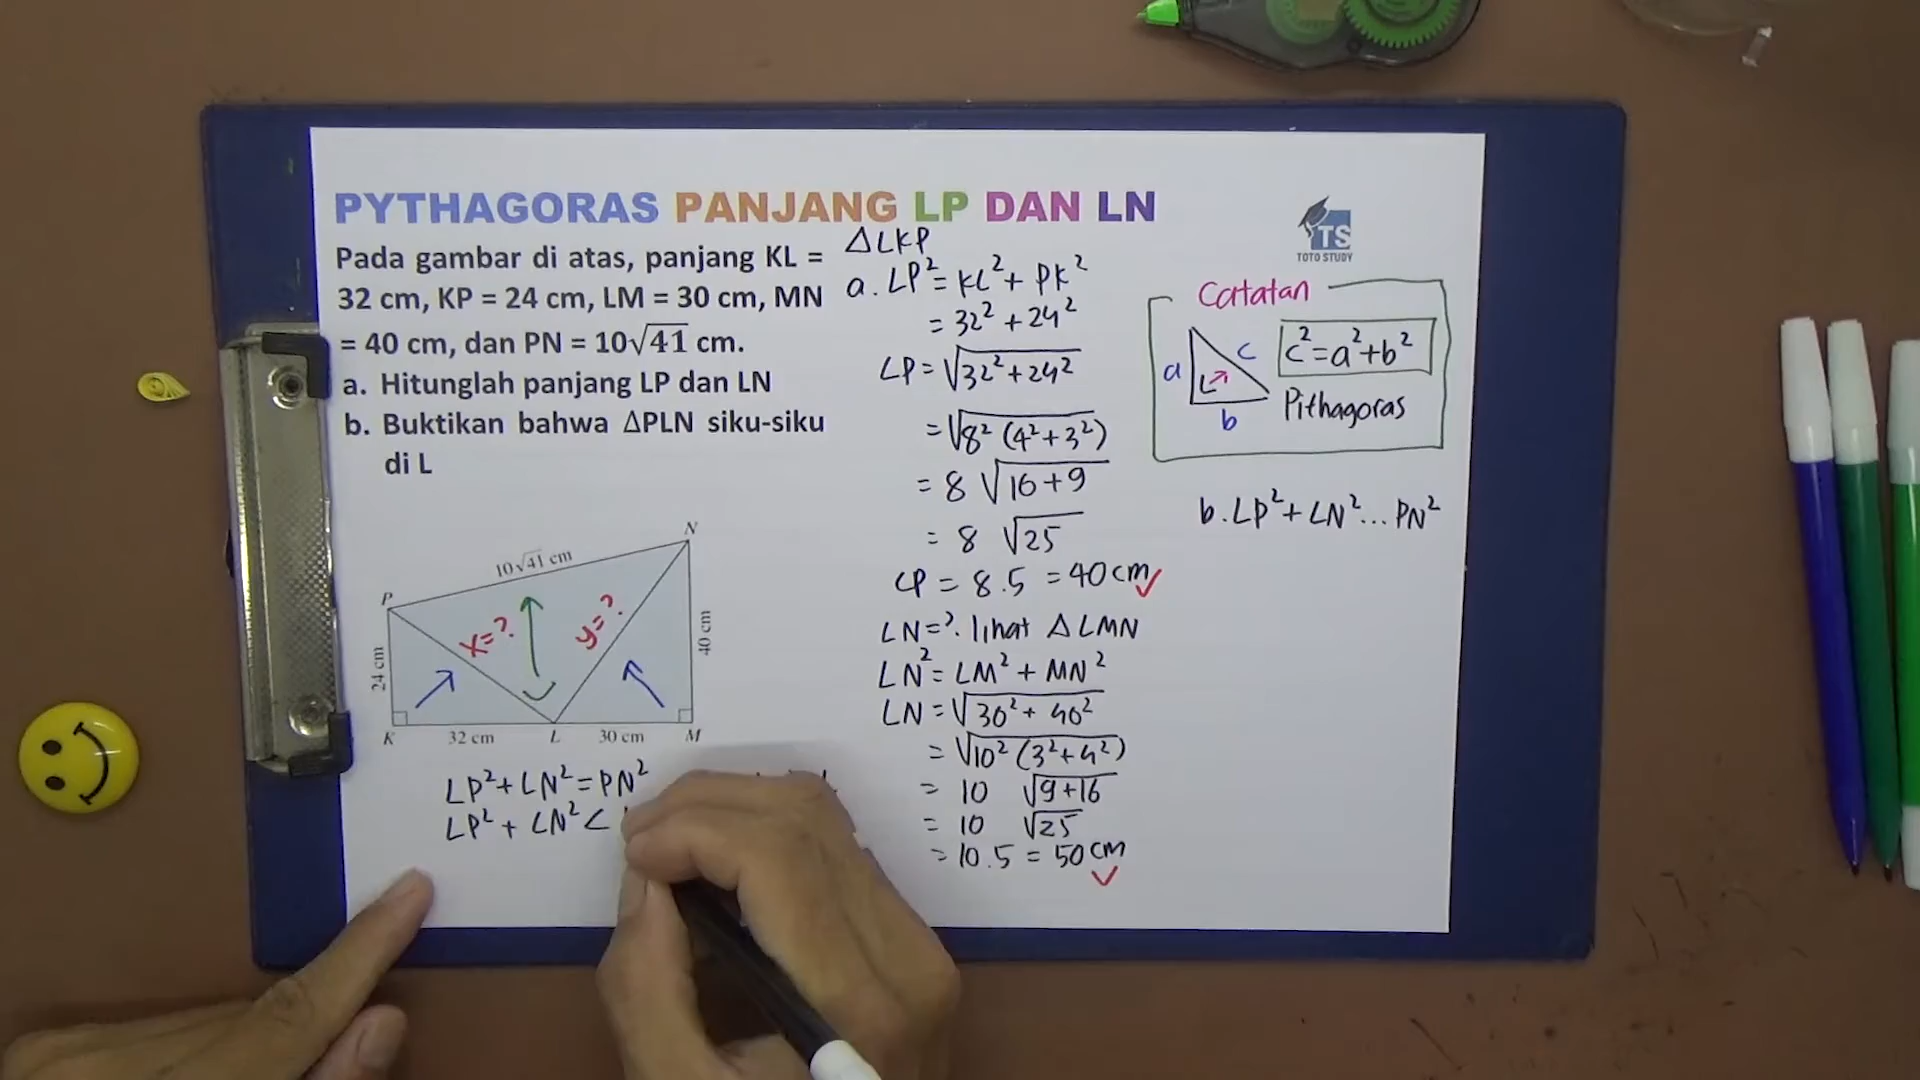 PYTHAGORAS PANJANG LP DAN LN
Pada gambar di atas, panjang KL =
32 cm, KP = 24 cm, LM = 30 cm, MN
= 40 cm, dan PN = 10√41 cm.
a. Hitunglah panjang LP dan LN
b. Buktikan bahwa ΔPLN siku-siku
di L
N
10√41 cm
P
x=?
y=?
24 cm
40 cm
K
32 cm
L
30 cm
M
LP²+LN²=PN²
LP² + LN² <
ΔLKP
a. LP² = KL² + PK²
= 32² + 24²
LP = √32² + 24²
= √8² (4²+3²)
= 8 √16+9
= 8 √25
LP = 8.5 = 40 cm ✓
LN=?. lihat ΔLMN
LN² = LM² + MN²
LN = √30² + 40²
= √10² (3²+4²)
= 10 √9+16
= 10 √25
= 10.5 = 50 cm
✓
TS
TOTO STUDY
Catatan
a
c
b
c²=a²+b²
Pithagoras
b. LP² + LN² ... PN²